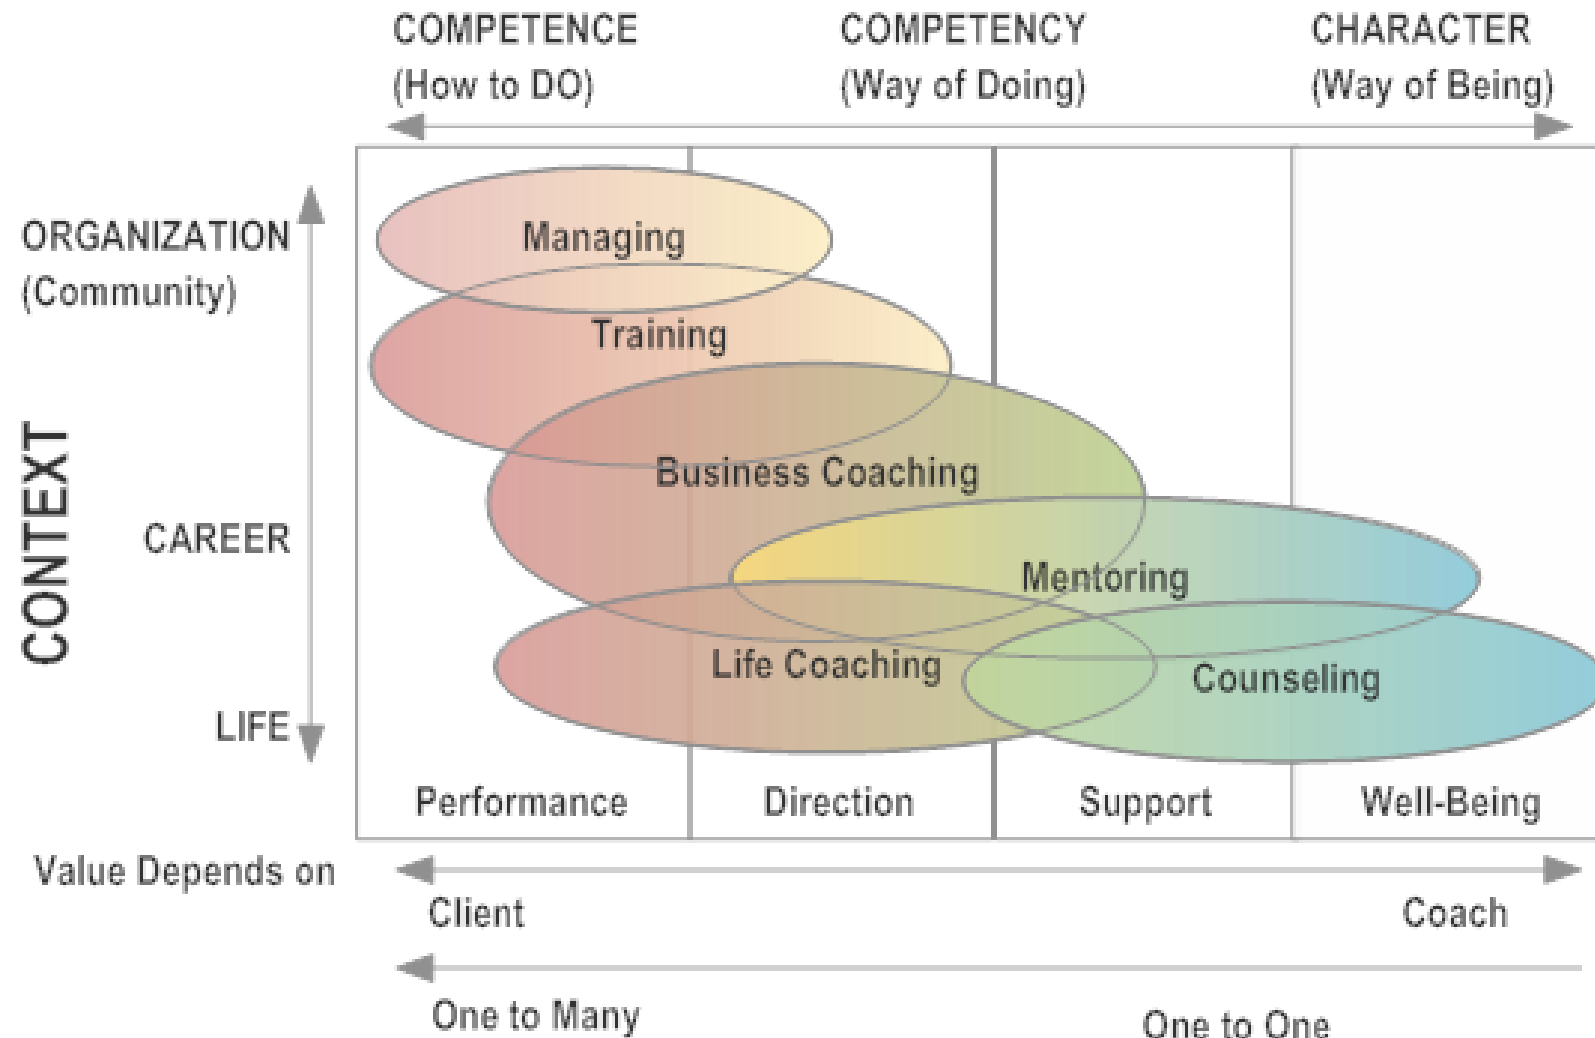 COMPETENCE
(How to DO)
COMPETENCY
(Way of Doing)
CHARACTER
(Way of Being)
ORGANIZATION
(Community)
CONTEXT
CAREER
LIFE
Managing
Training
Business Coaching
Mentoring
Life Coaching
Counseling
Performance
Direction
Support
Well-Being
Value Depends on
Client
Coach
One to Many
One to One